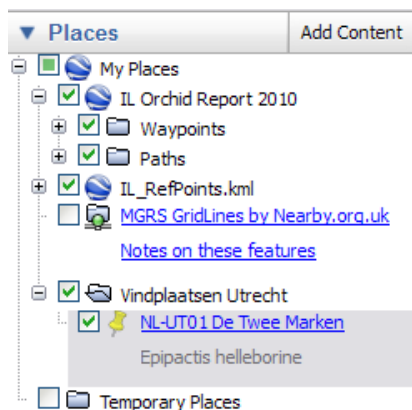 Places Add Content
My Places
IL Orchid Report 2010
Waypoints
Paths
IL_RefPoints.kml
MGRS GridLines by Nearby.org.uk
Notes on these features
Vindplaatsen Utrecht
NL-UT01 De Twee Marken
Epipactis helleborine
Temporary Places